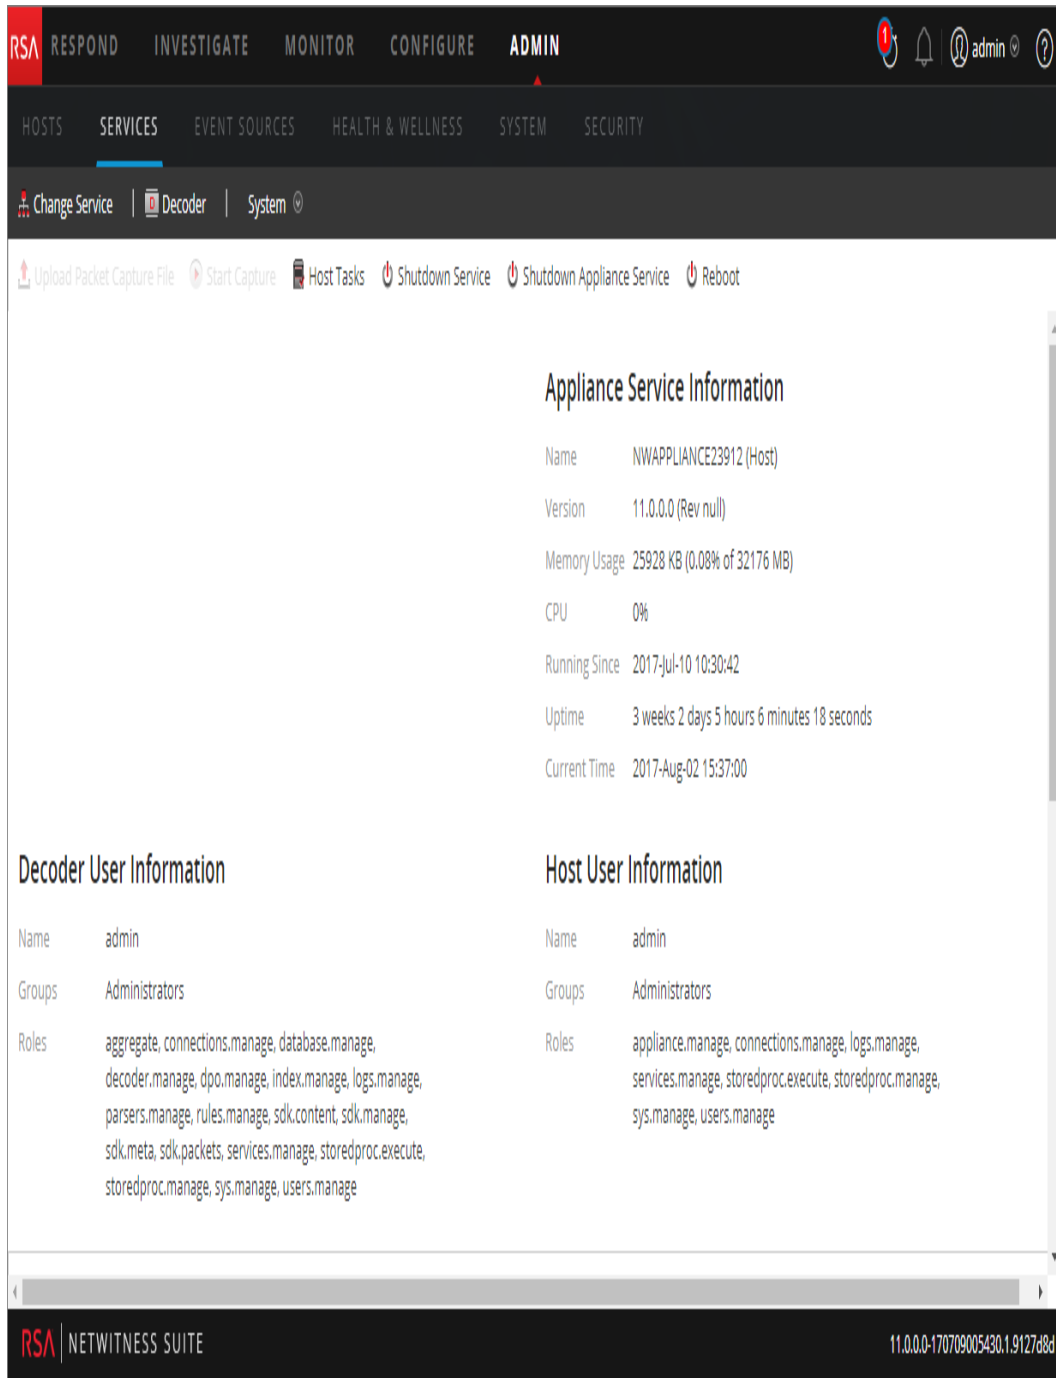 RSA RESPOND INVESTIGATE MONITOR CONFIGURE ADMIN 1 admin ?
HOSTS SERVICES EVENT SOURCES HEALTH & WELLNESS SYSTEM SECURITY
Change Service | D Decoder | System
Upload Packet Capture File Start Capture Host Tasks Shutdown Service Shutdown Appliance Service Reboot
Appliance Service Information
Name NWAPPLIANCE23912 (Host)
Version 11.0.0.0 (Rev null)
Memory Usage 25928 KB (0.08% of 32176 MB)
CPU 0%
Running Since 2017-Jul-10 10:30:42
Uptime 3 weeks 2 days 5 hours 6 minutes 18 seconds
Current Time 2017-Aug-02 15:37:00
Decoder User Information
Name admin
Groups Administrators
Roles aggregate, connections.manage, database.manage,
decoder.manage, dpo.manage, index.manage, logs.manage,
parsers.manage, rules.manage, sdk.content, sdk.manage,
sdk.meta, sdk.packets, services.manage, storedproc.execute,
storedproc.manage, sys.manage, users.manage
Host User Information
Name admin
Groups Administrators
Roles appliance.manage, connections.manage, logs.manage,
services.manage, storedproc.execute, storedproc.manage,
sys.manage, users.manage
RSA | NETWITNESS SUITE
11.0.0.0-170709005430.1.9127d8d